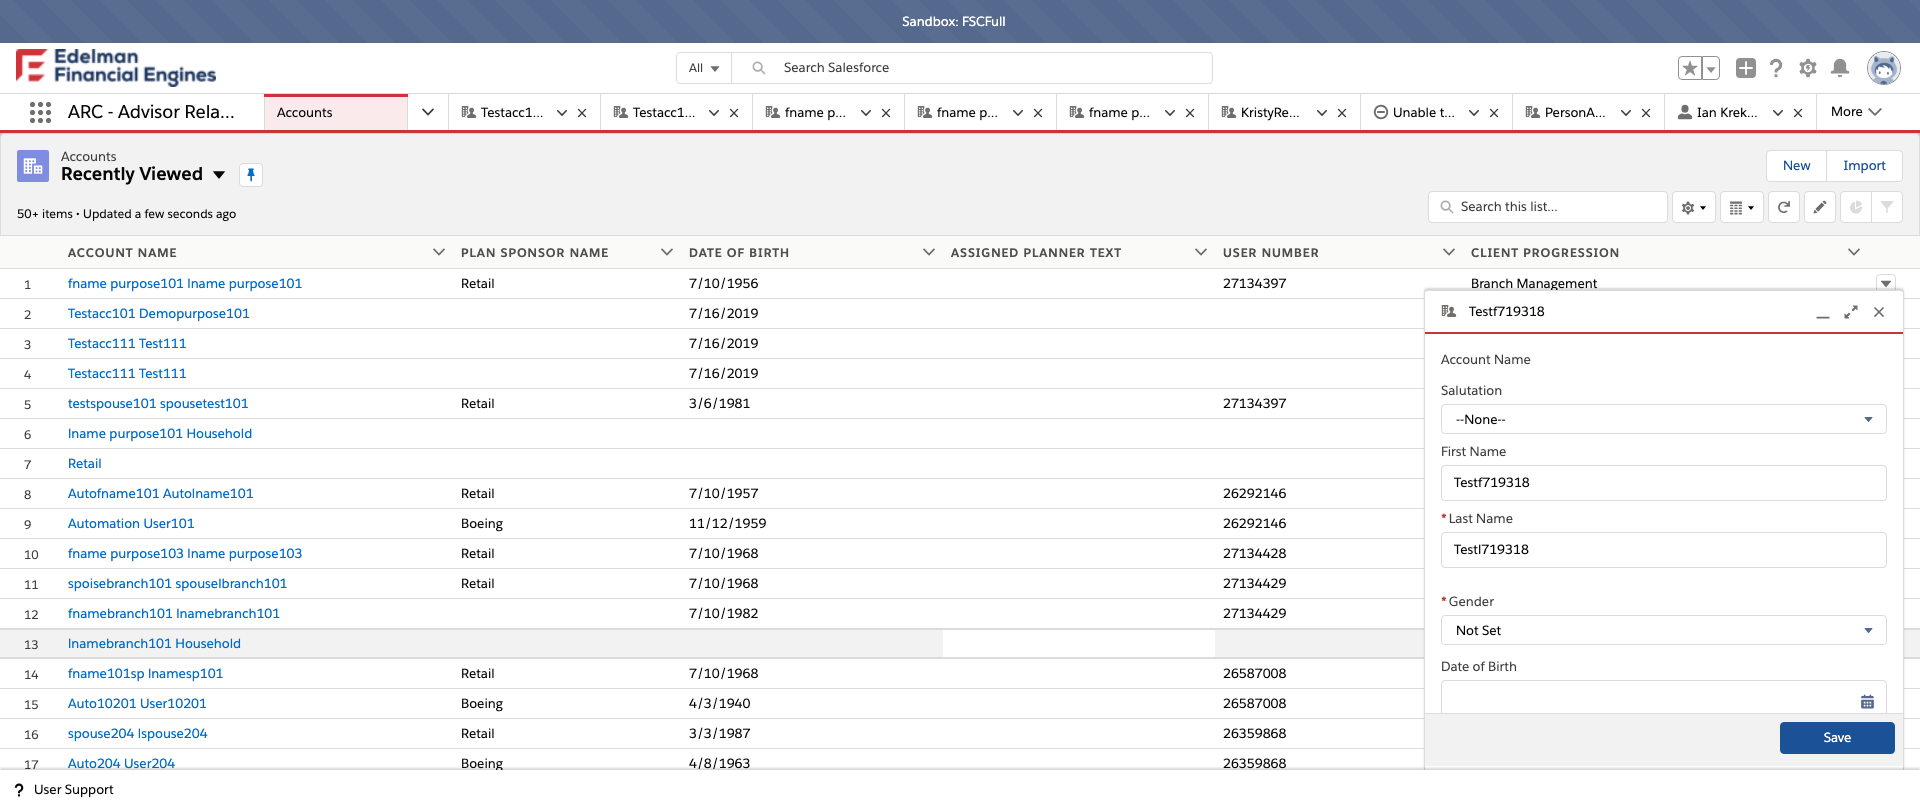 Sandbox: FSCFull
Edelman
Financial Engines
All
Search Salesforce
ARC - Advisor Rela...
Accounts
Testacc1...
Testacc1...
fname p...
fname p...
fname p...
KristyRe...
Unable t...
PersonA...
Ian Krek...
More
Accounts
Recently Viewed
New
Import
50+ items • Updated a few seconds ago
Search this list...
ACCOUNT NAME PLAN SPONSOR NAME DATE OF BIRTH ASSIGNED PLANNER TEXT USER NUMBER CLIENT PROGRESSION
1 fname purpose101 lname purpose101 Retail 7/10/1956 27134397 Branch Management
2 Testacc101 Demopurpose101 7/16/2019
3 Testacc111 Test111 7/16/2019
4 Testacc111 Test111 7/16/2019
5 testspouse101 spousetest101 Retail 3/6/1981 27134397
6 lname purpose101 Household
7 Retail
8 Autofname101 Autolname101 Retail 7/10/1957 26292146
9 Automation User101 Boeing 11/12/1959 26292146
10 fname purpose103 lname purpose103 Retail 7/10/1968 27134428
11 spoisebranch101 spouselbranch101 Retail 7/10/1968 27134429
12 fnamebranch101 lnamebranch101 7/10/1982 27134429
13 lnamebranch101 Household
14 fname101sp lnamesp101 Retail 7/10/1968 26587008
15 Auto10201 User10201 Boeing 4/3/1940 26587008
16 spouse204 lspouse204 Retail 3/3/1987 26359868
17 Auto204 User204 Boeing 4/8/1963 26359868
Testf719318
Account Name
Salutation
--None--
First Name
Testf719318
*Last Name
Testl719318
*Gender
Not Set
Date of Birth
Save
? User Support